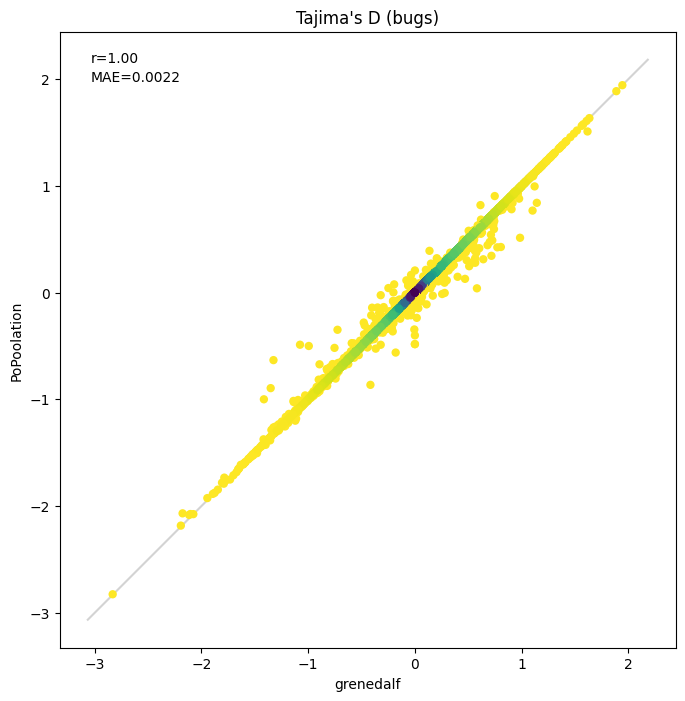 Tajima's D (bugs)
r=1.00
MAE=0.0022
2
1
0
−1
−2
−3
PoPoolation
−3
−2
−1
0
1
2
grenedalf